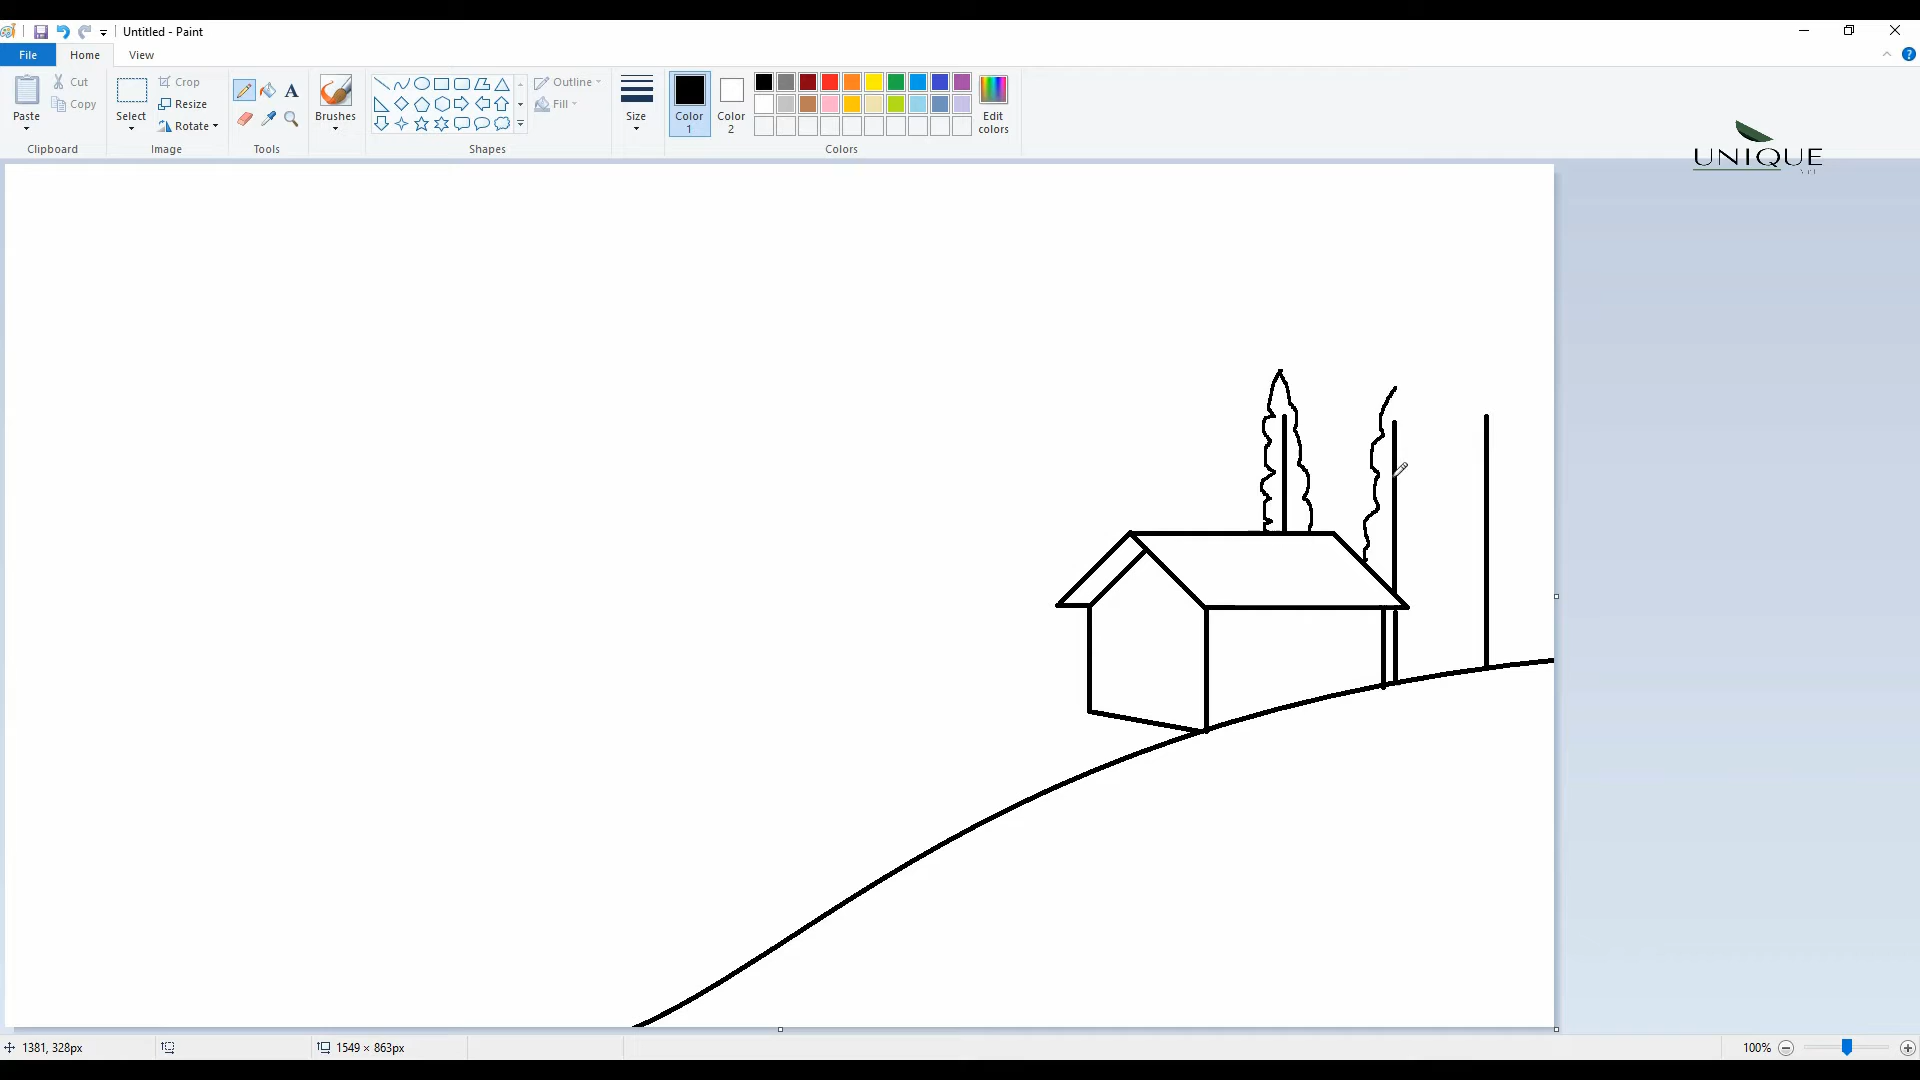 Untitled - Paint
File Home View
Paste
Cut
Copy
Clipboard
Select
Crop
Resize
Rotate
Image
A
Tools
Brushes
Shapes
Outline
Fill
Size
Color 1
Color 2
Edit colors
Colors
?
UNIQUE
Art
1381, 328px
1549 × 863px
100%